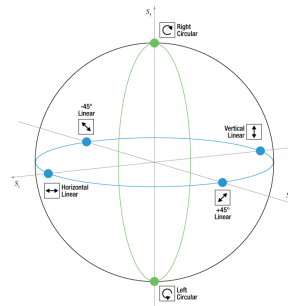 S₃
Right
Circular
-45°
Linear
Vertical
Linear
S₁
Horizontal
Linear
+45°
Linear
S
Left
Circular